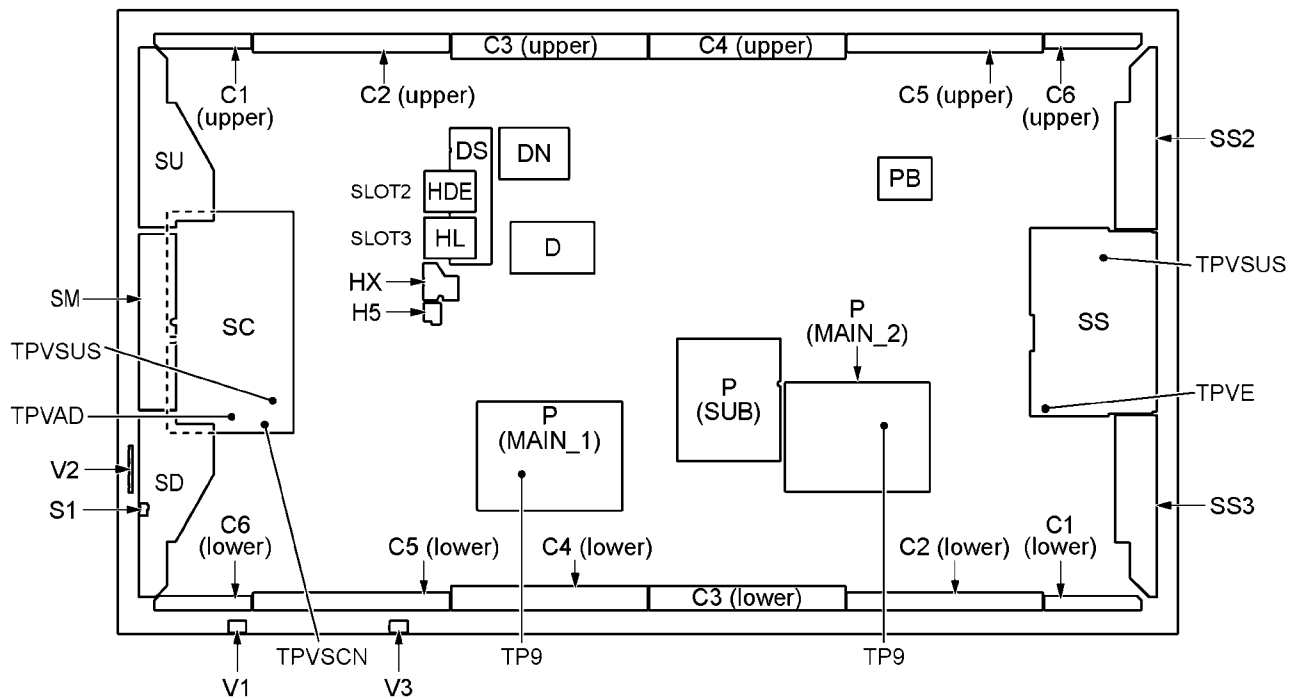 C3 (upper)
C4 (upper)
C1
(upper)
C2 (upper)
C5 (upper)
C6
(upper)
SU
DS
DN
SS2
SLOT2
HDE
PB
SLOT3
HL
D
TPVSUS
HX
SM
H5
SC
SS
P
(MAIN_2)
TPVSUS
P
(SUB)
TPVE
TPVAD
P
(MAIN_1)
V2
SD
S1
SS3
C6
(lower)
C5 (lower)
C4 (lower)
C2 (lower)
C1
(lower)
C3 (lower)
TPVSCN
TP9
TP9
V1
V3